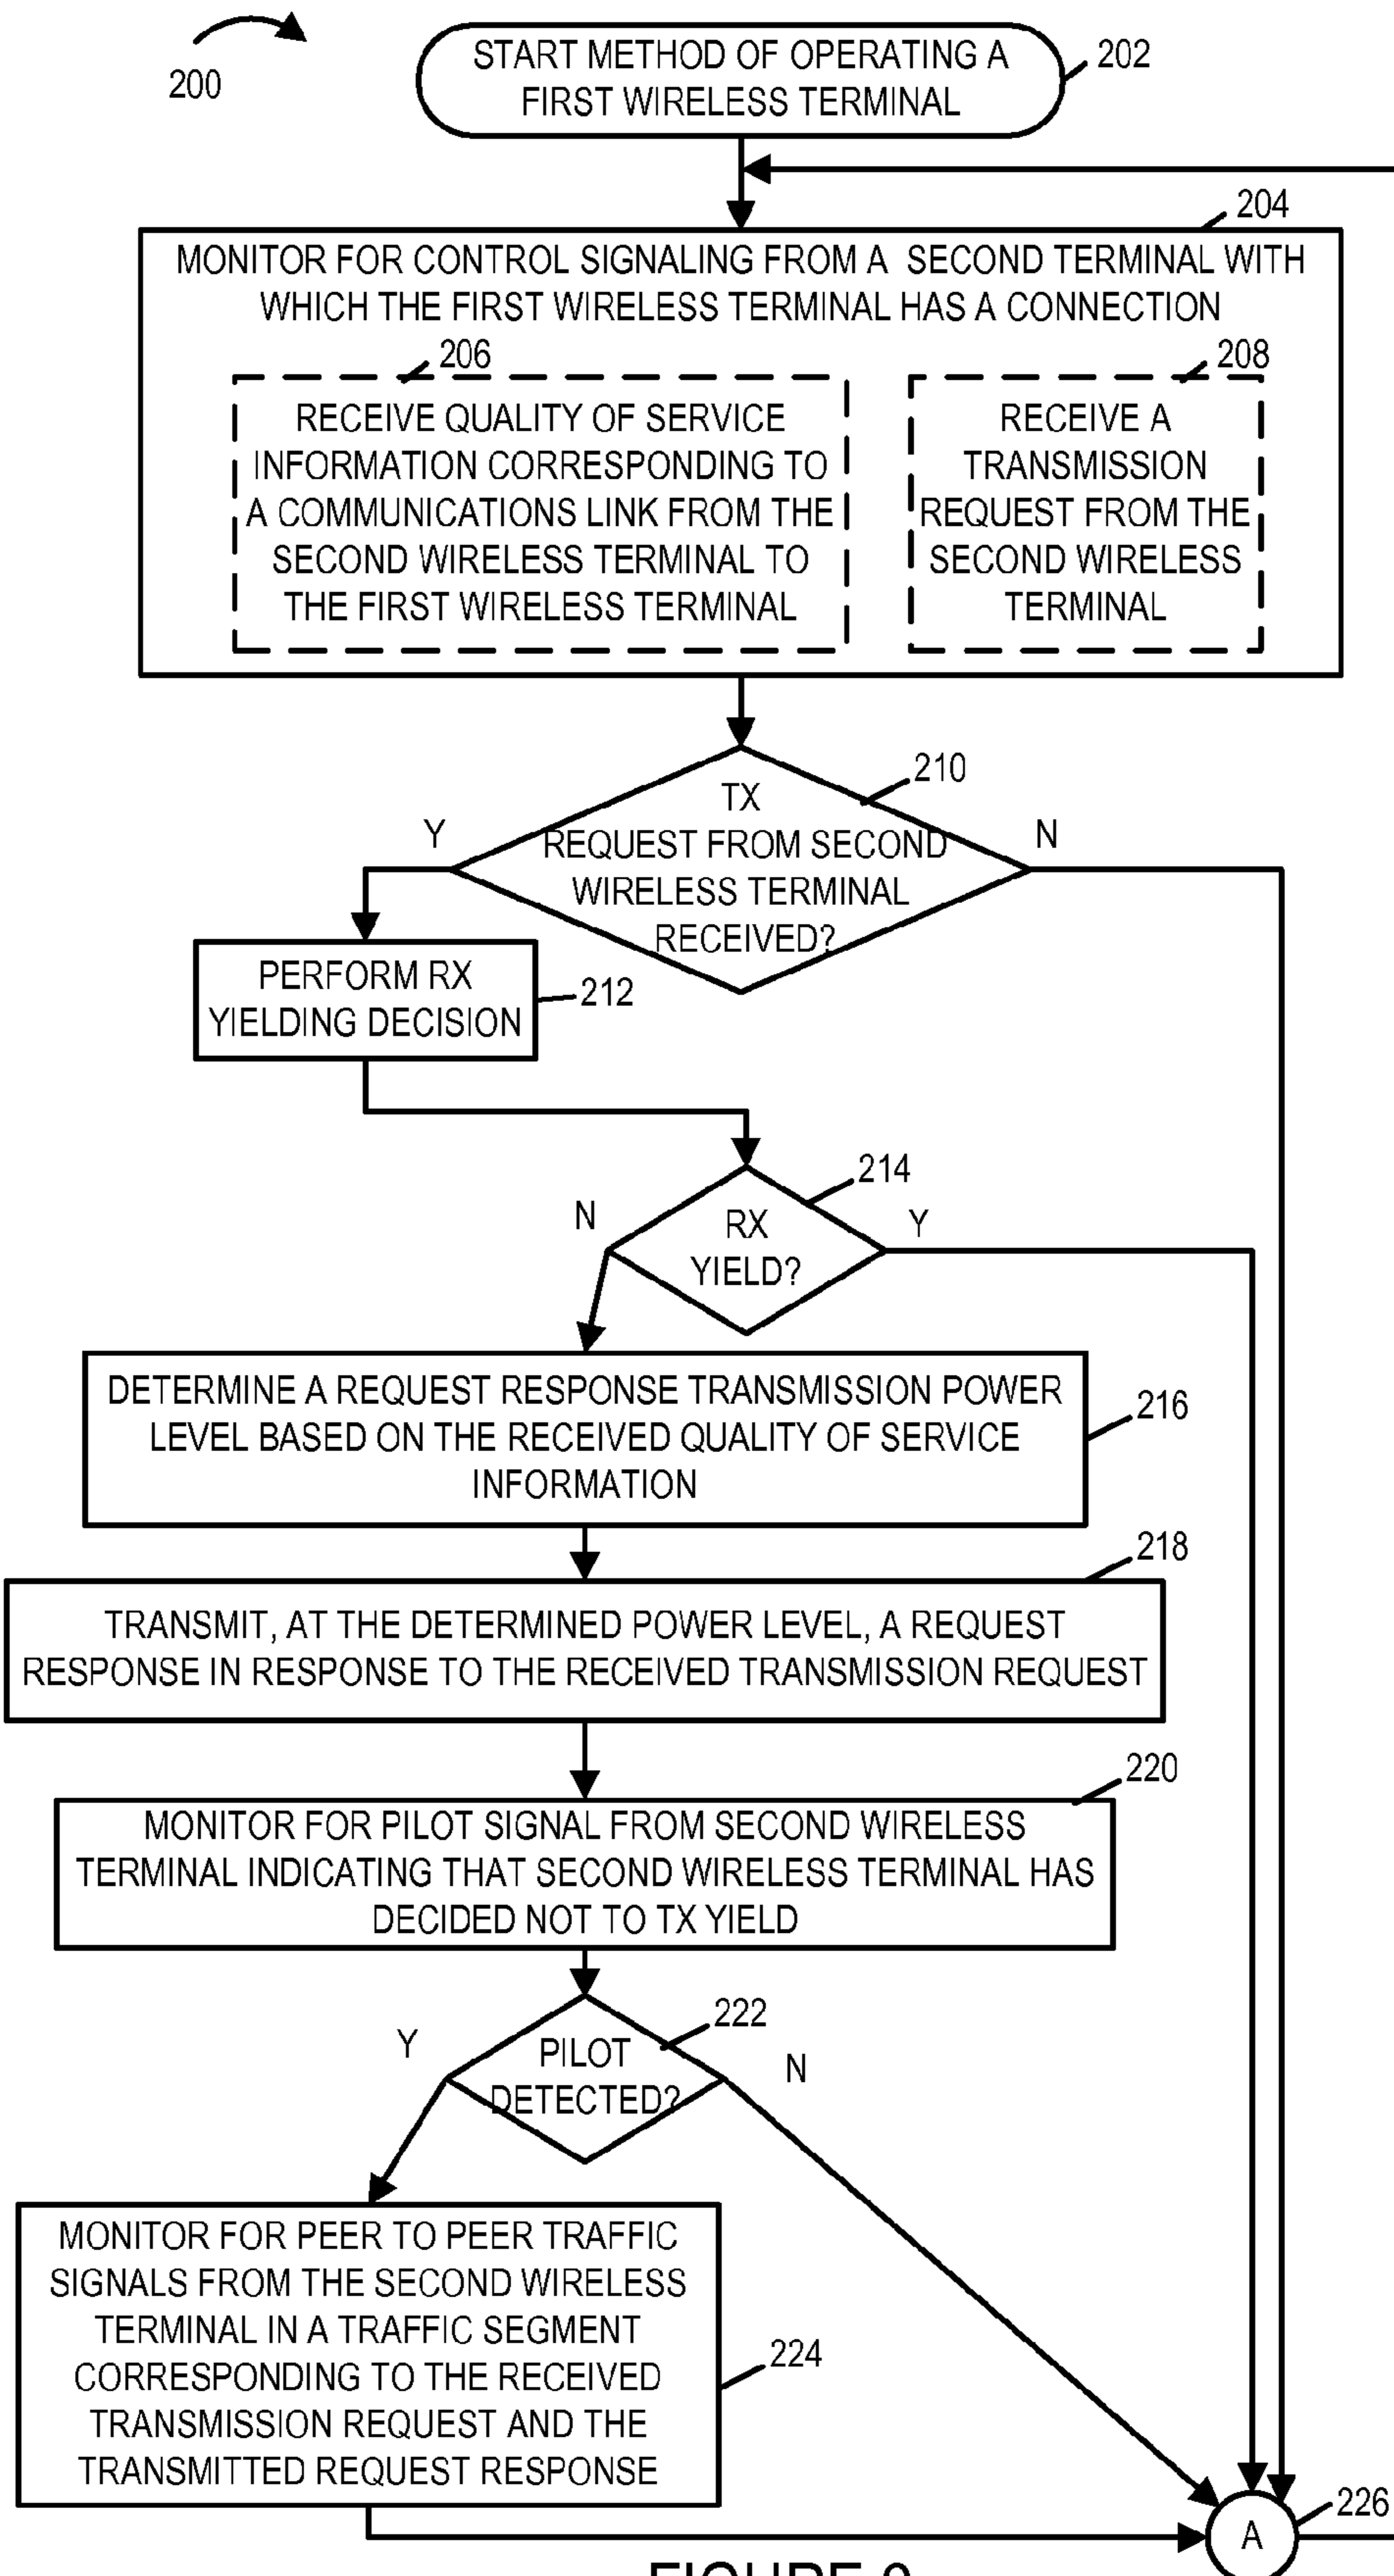 200
START METHOD OF OPERATING A
FIRST WIRELESS TERMINAL
202
204
MONITOR FOR CONTROL SIGNALING FROM A SECOND TERMINAL WITH
WHICH THE FIRST WIRELESS TERMINAL HAS A CONNECTION
206
RECEIVE QUALITY OF SERVICE
INFORMATION CORRESPONDING TO
A COMMUNICATIONS LINK FROM THE
SECOND WIRELESS TERMINAL TO
THE FIRST WIRELESS TERMINAL
208
RECEIVE A
TRANSMISSION
REQUEST FROM THE
SECOND WIRELESS
TERMINAL
210
TX
REQUEST FROM SECOND
WIRELESS TERMINAL
RECEIVED?
Y
N
PERFORM RX
YIELDING DECISION
212
214
RX
YIELD?
N
Y
DETERMINE A REQUEST RESPONSE TRANSMISSION POWER
LEVEL BASED ON THE RECEIVED QUALITY OF SERVICE
INFORMATION
216
218
TRANSMIT, AT THE DETERMINED POWER LEVEL, A REQUEST
RESPONSE IN RESPONSE TO THE RECEIVED TRANSMISSION REQUEST
220
MONITOR FOR PILOT SIGNAL FROM SECOND WIRELESS
TERMINAL INDICATING THAT SECOND WIRELESS TERMINAL HAS
DECIDED NOT TO TX YIELD
222
PILOT
DETECTED?
Y
N
MONITOR FOR PEER TO PEER TRAFFIC
SIGNALS FROM THE SECOND WIRELESS
TERMINAL IN A TRAFFIC SEGMENT
CORRESPONDING TO THE RECEIVED
TRANSMISSION REQUEST AND THE
TRANSMITTED REQUEST RESPONSE
224
A
226
FIGURE